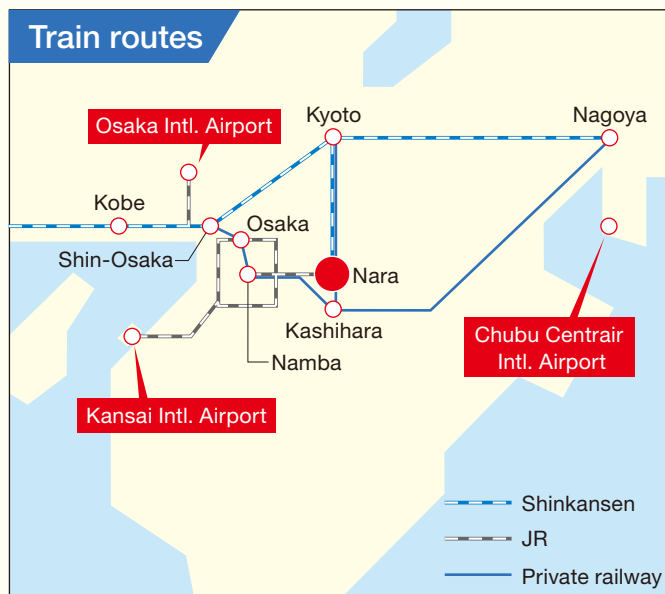 Train routes
Kyoto
Nagoya
Osaka Intl. Airport
Kobe
Osaka
Shin-Osaka
Nara
Kashihara
Chubu Centrair
Intl. Airport
Namba
Kansai Intl. Airport
Shinkansen
JR
Private railway